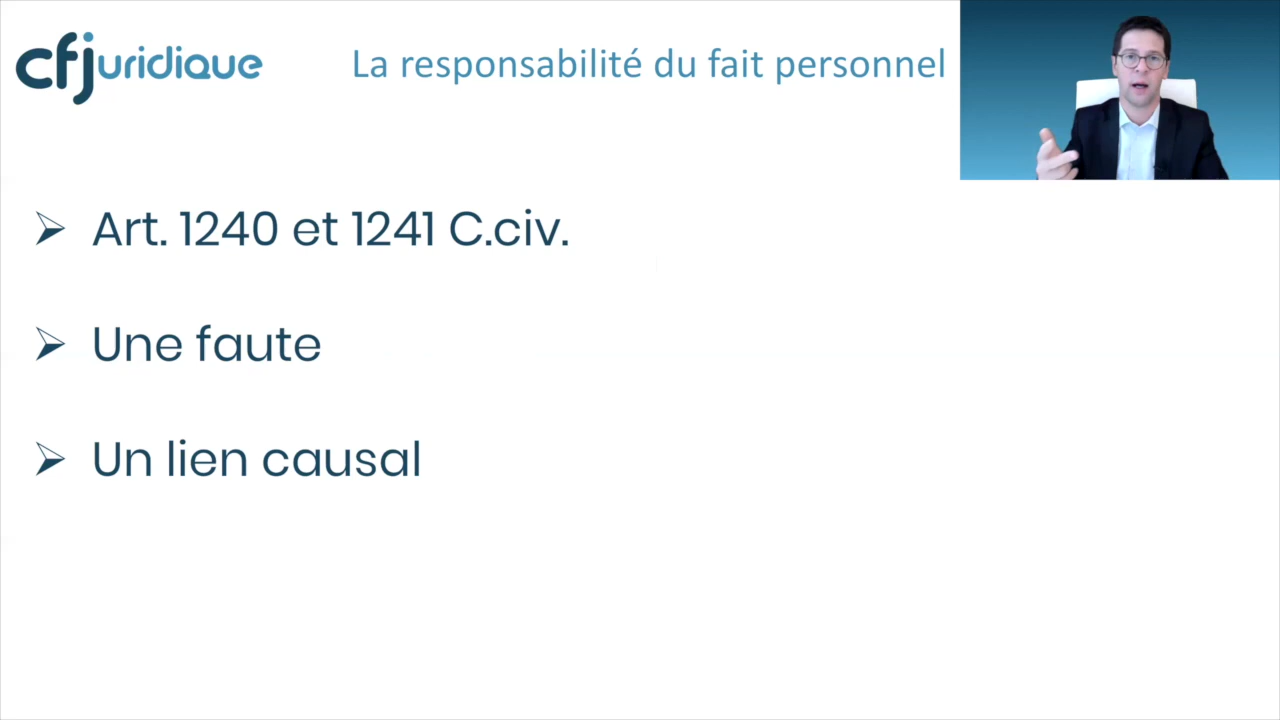 cfjuridique
La responsabilité du fait personnel
Art. 1240 et 1241 C.civ.
Une faute
Un lien causal